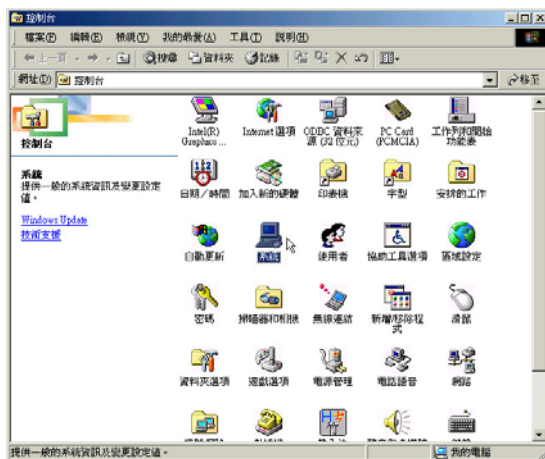 控制台
檔案(F) 編輯(E) 檢視(V) 我的最愛(A) 工具(T) 說明(H)
上一頁 搜尋 資料夾 記錄
網址(D) 控制台 移至
控制台
系統
提供一般的系統資訊及變更設定
值。
Windows Update
技術支援
Intel(R)
Graphics ...
Internet 選項
ODBC 資料來
源 (32 位元)
PC Card
(PCMCIA)
工作列和開始
功能表
日期／時間 加入新的硬體 印表機 字型 安排的工作
自動更新 系統 使用者 協助工具選項 區域設定
密碼 掃瞄器和相機 無線連結 新增/移除程
式 滑鼠
資料夾選項 遊戲選項 電源管理 電話語音 網路
提供一般的系統資訊及變更設定值。 我的電腦